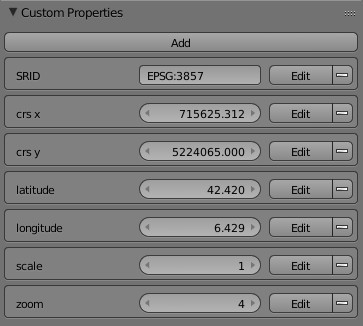 Custom Properties
Add
SRID EPSG:3857 Edit
crs x 715625.312 Edit
crs y 5224065.000 Edit
latitude 42.420 Edit
longitude 6.429 Edit
scale 1 Edit
zoom 4 Edit